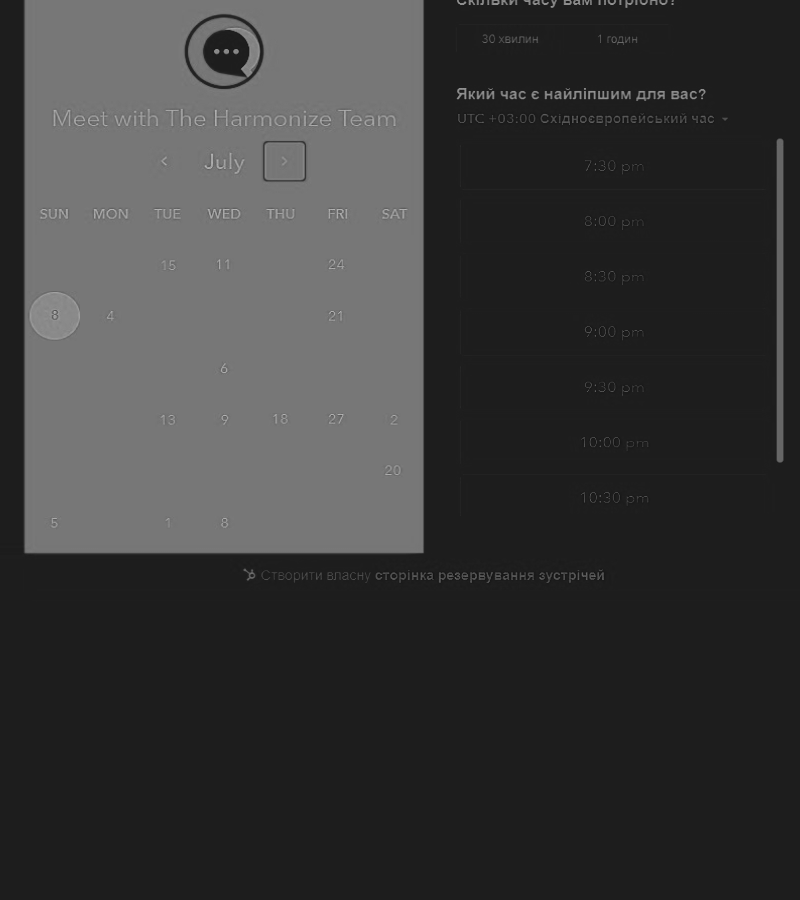 Скільки часу вам потрібно?
30 хвилин 1 годин
Meet with The Harmonize Team
July
SUN MON TUE WED THU FRI SAT
15 11 24
8 4 21
6
13 9 18 27 2
20
5 1 8
Який час є найліпшим для вас?
UTC +03:00 Східноєвропейський час
7:30 pm
8:00 pm
8:30 pm
9:00 pm
9:30 pm
10:00 pm
10:30 pm
Створити власну сторінка резервування зустрічей